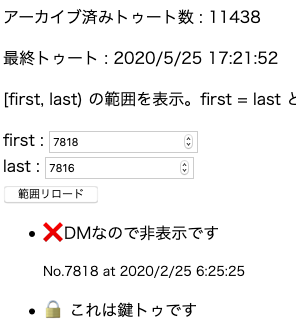 アーカイブ済みトゥート数 : 11438
最終トゥート : 2020/5/25 17:21:52
[first, last) の範囲を表示。first = last と
first : 7818
last : 7816
範囲リロード
• ❌DMなので非表示です
No.7818 at 2020/2/25 6:25:25
• 🔒 これは鍵トゥです